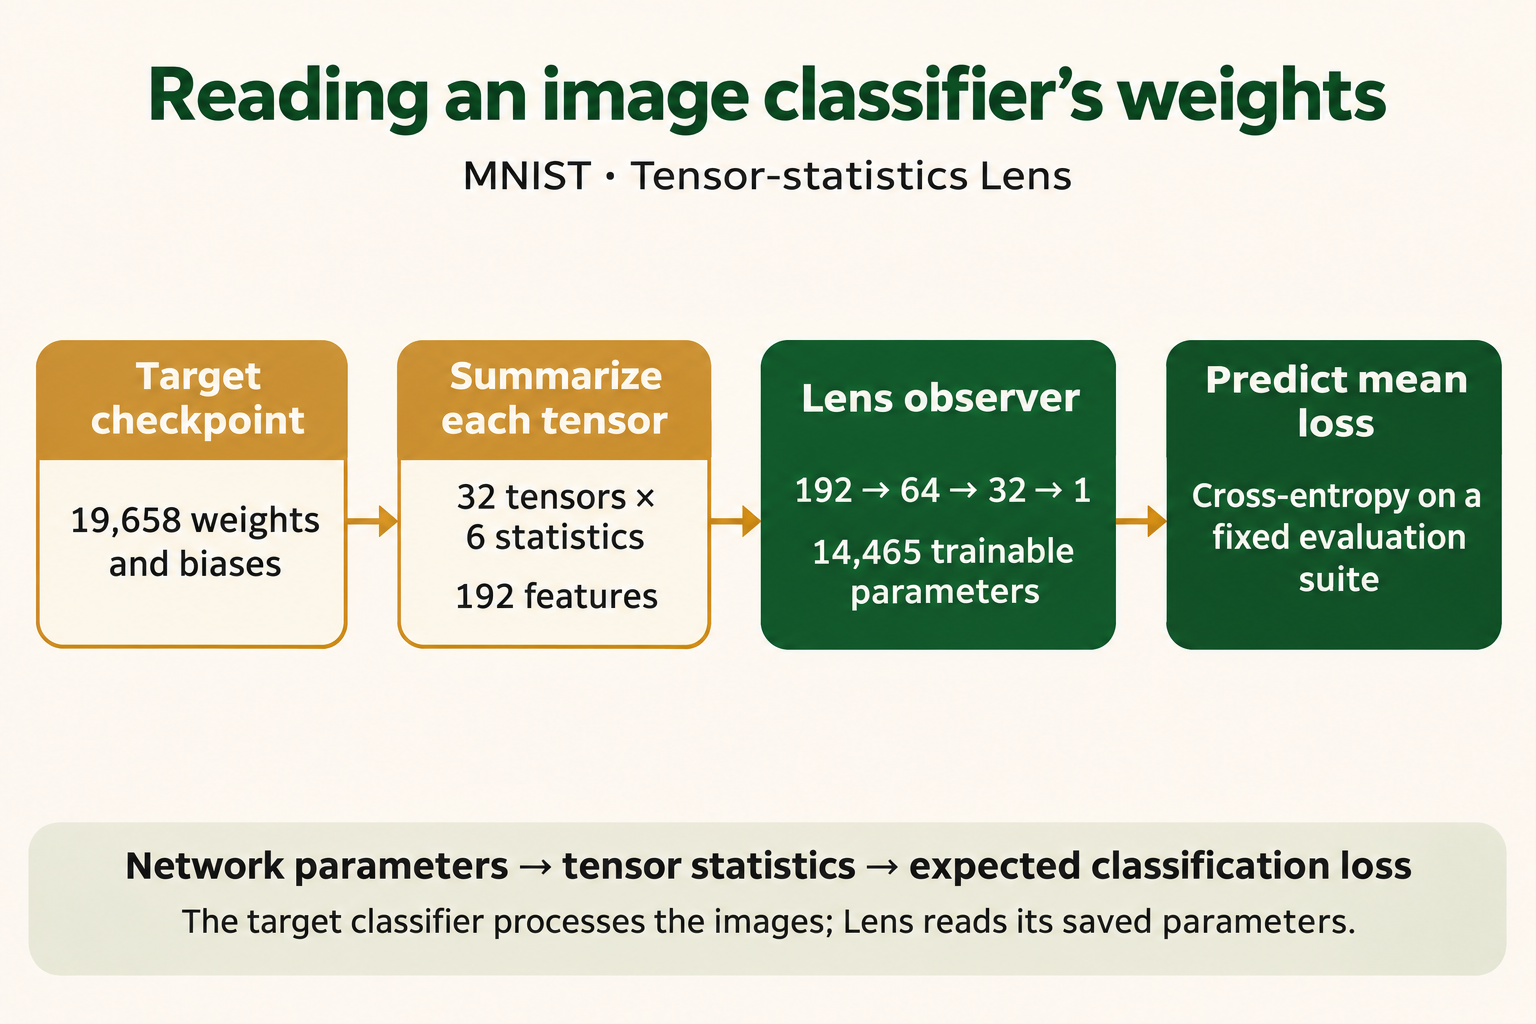 Reading an image classifier’s weights
MNIST · Tensor-statistics Lens
Target
checkpoint
19,658 weights
and biases
Summarize
each tensor
32 tensors ×
6 statistics
192 features
Lens observer
192 → 64 → 32 → 1
14,465 trainable
parameters
Predict mean
loss
Cross-entropy on a
fixed evaluation
suite
Network parameters → tensor statistics → expected classification loss
The target classifier processes the images; Lens reads its saved parameters.